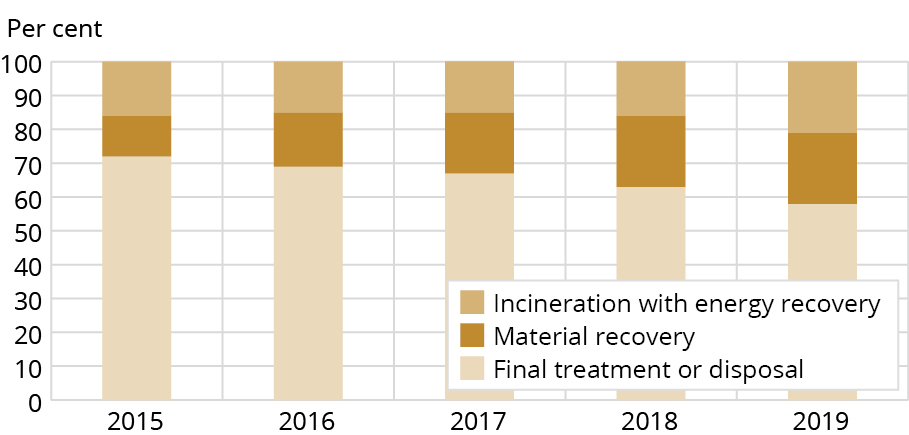 Per cent
100
90
80
70
60
50
40
30
20
10
0
Incineration with energy recovery
Material recovery
Final treatment or disposal
2015 2016 2017 2018 2019